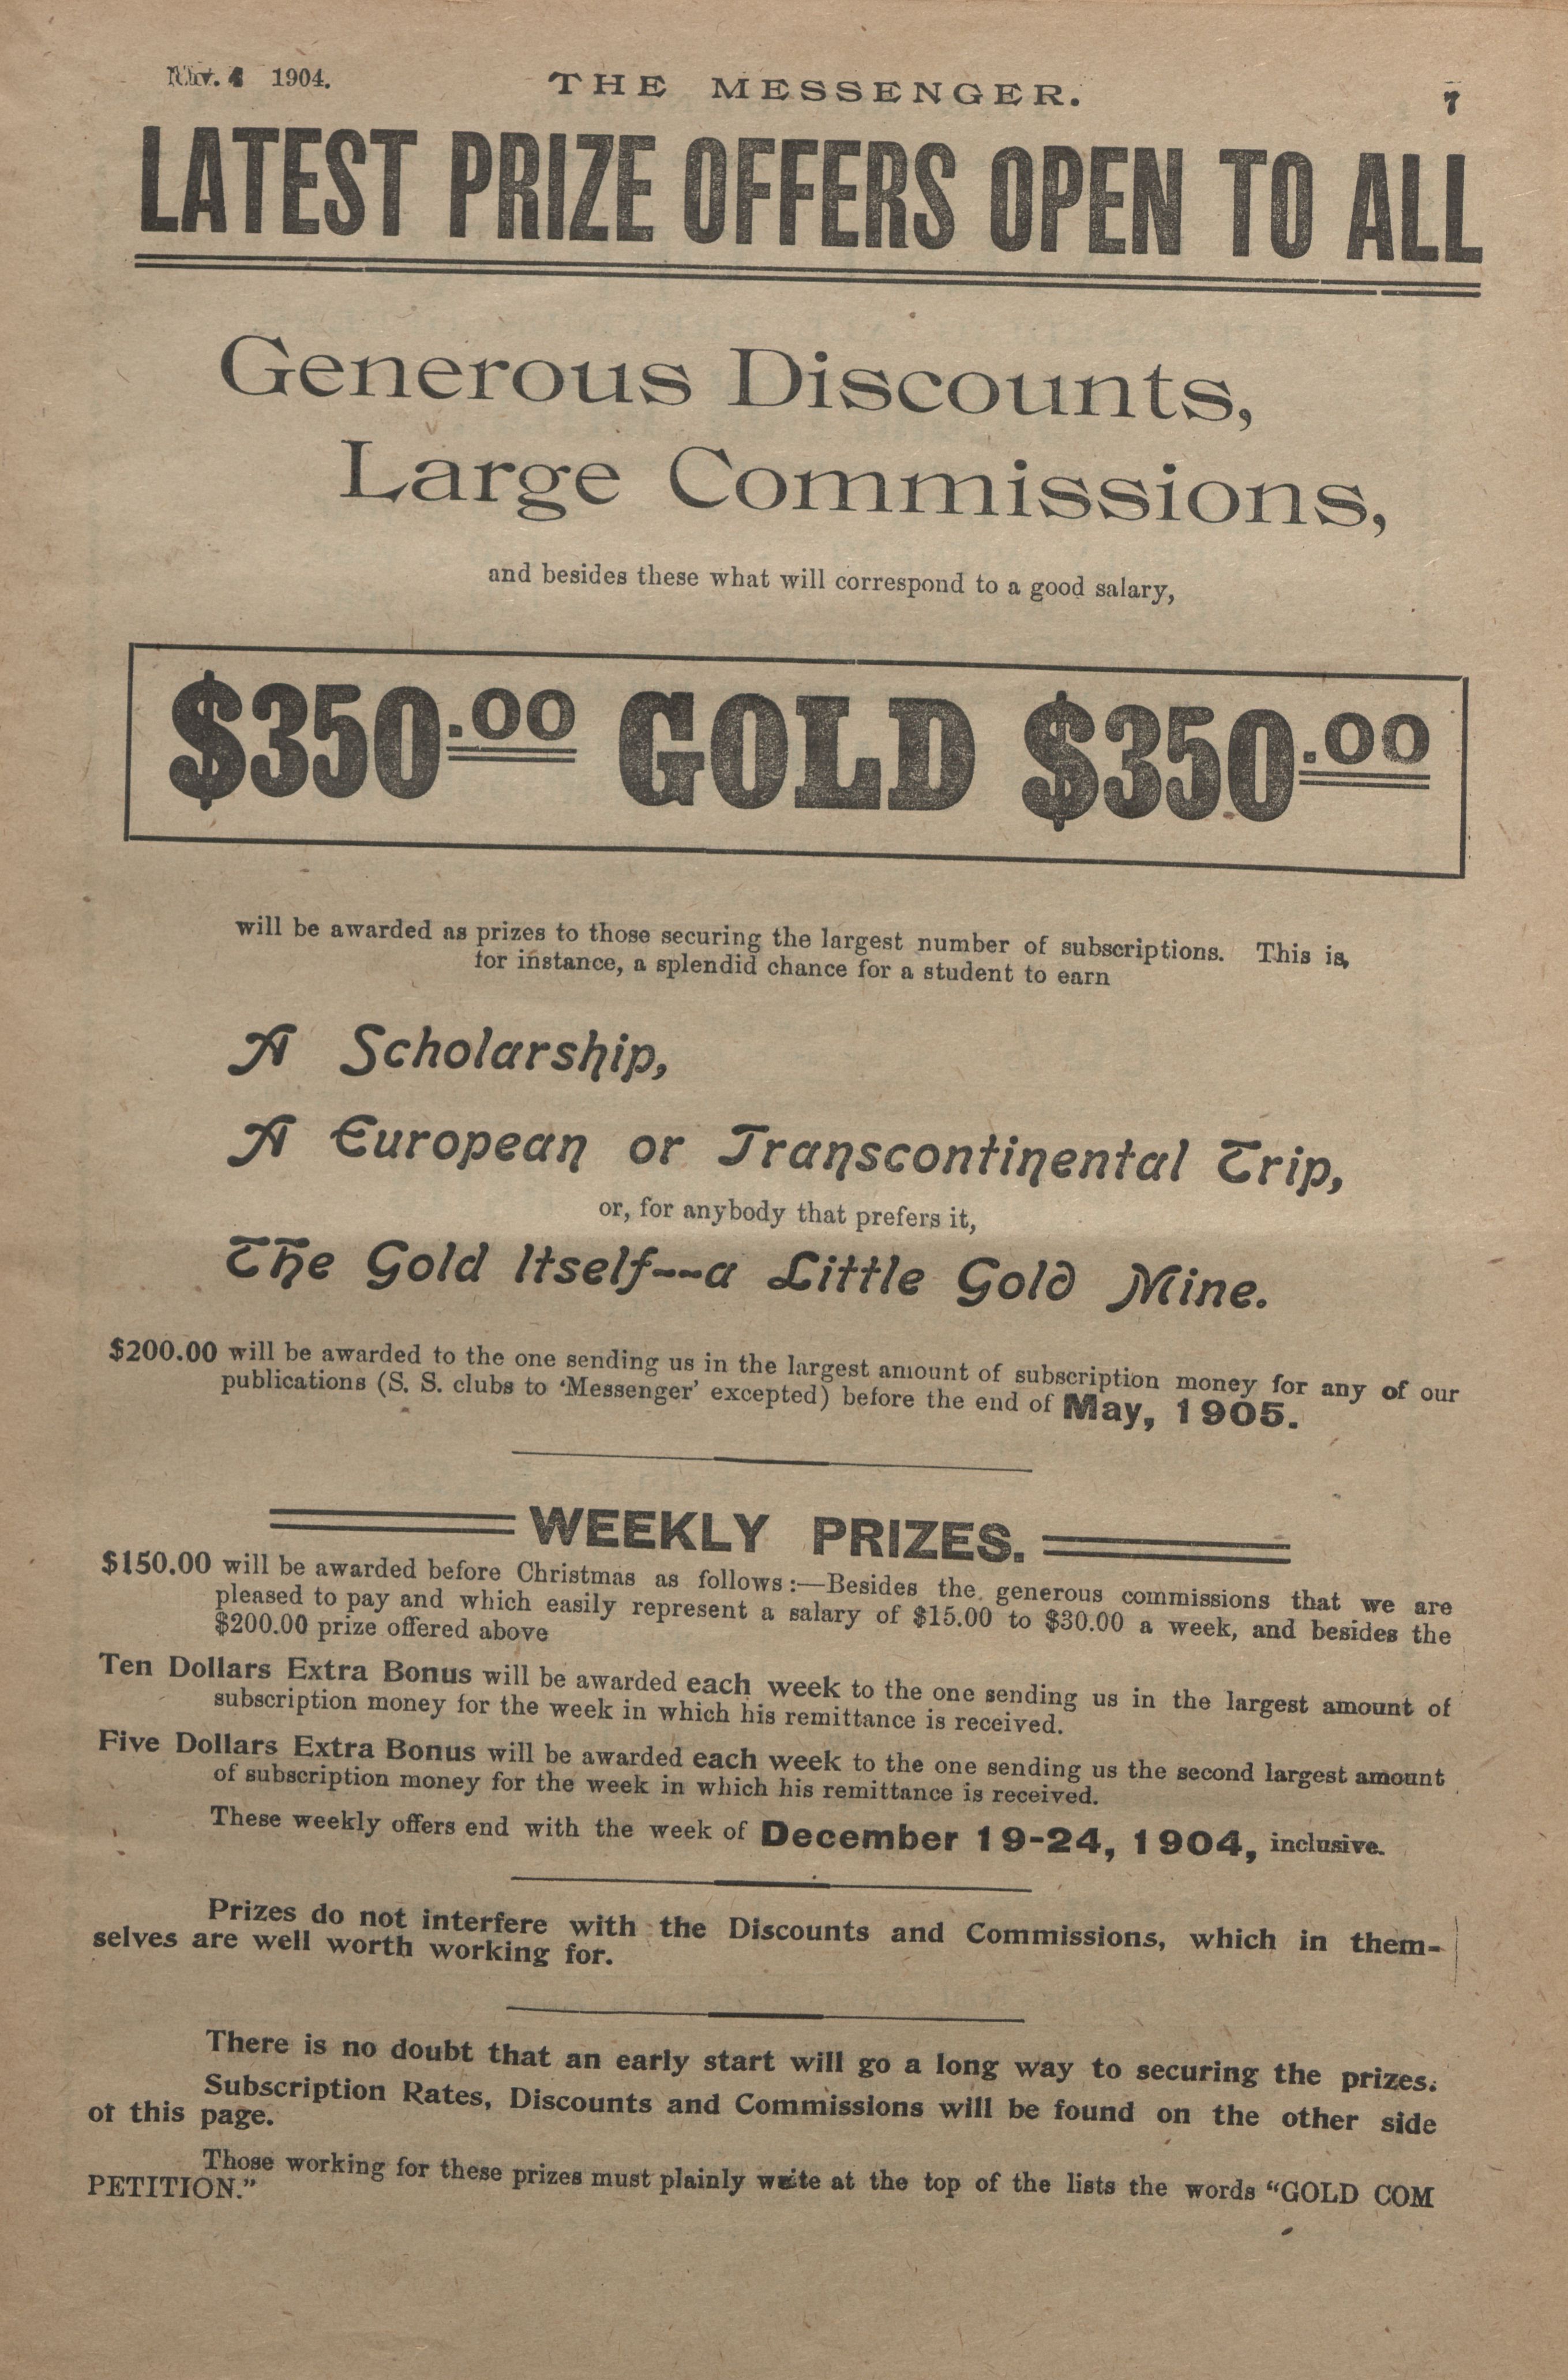 Nov. 4 1904.
THE MESSENGER.
7
LATEST PRIZE OFFERS OPEN TO ALL
Generous Discounts,
Large Commissions,
and besides these what will correspond to a good salary,
$350.00 GOLD $350.00
will be awarded as prizes to those securing the largest number of subscriptions. This is,
for instance, a splendid chance for a student to earn
A Scholarship,
A European or Transcontinental Trip,
or, for anybody that prefers it,
The Gold Itself---a Little Gold Mine.
$200.00 will be awarded to the one sending us in the largest amount of subscription money for any of our
publications (S. S. clubs to 'Messenger' excepted) before the end of May, 1905.
WEEKLY PRIZES.
$150.00 will be awarded before Christmas as follows:—Besides the generous commissions that we are
pleased to pay and which easily represent a salary of $15.00 to $30.00 a week, and besides the
$200.00 prize offered above
Ten Dollars Extra Bonus will be awarded each week to the one sending us in the largest amount of
subscription money for the week in which his remittance is received.
Five Dollars Extra Bonus will be awarded each week to the one sending us the second largest amount
of subscription money for the week in which his remittance is received.
These weekly offers end with the week of December 19-24, 1904, inclusive.
Prizes do not interfere with the Discounts and Commissions, which in them-
selves are well worth working for.
There is no doubt that an early start will go a long way to securing the prizes.
Subscription Rates, Discounts and Commissions will be found on the other side
of this page.
Those working for these prizes must plainly write at the top of the lists the words "GOLD COM
PETITION."